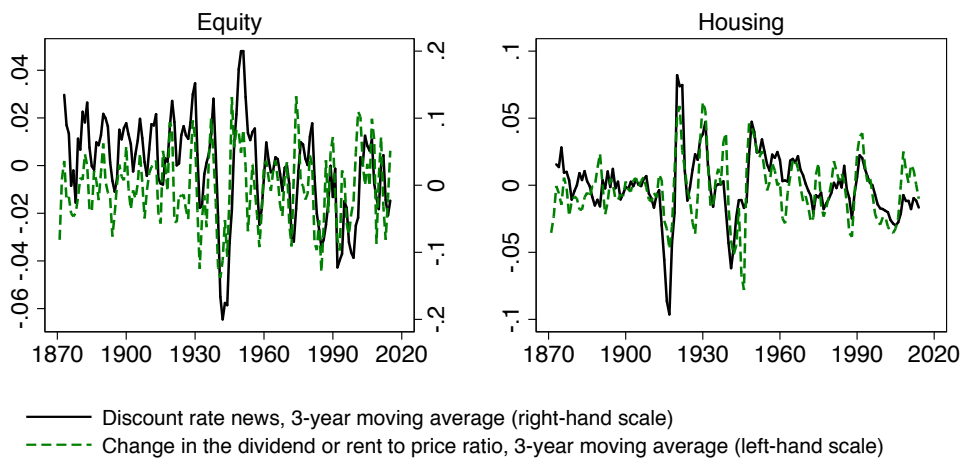 Equity
.04
.02
0
-.02
-.04
-.06
.2
.1
0
-.1
-.2
1870 1900 1930 1960 1990 2020
Housing
.1
.05
0
-.05
-.1
1870 1900 1930 1960 1990 2020
Discount rate news, 3-year moving average (right-hand scale)
Change in the dividend or rent to price ratio, 3-year moving average (left-hand scale)